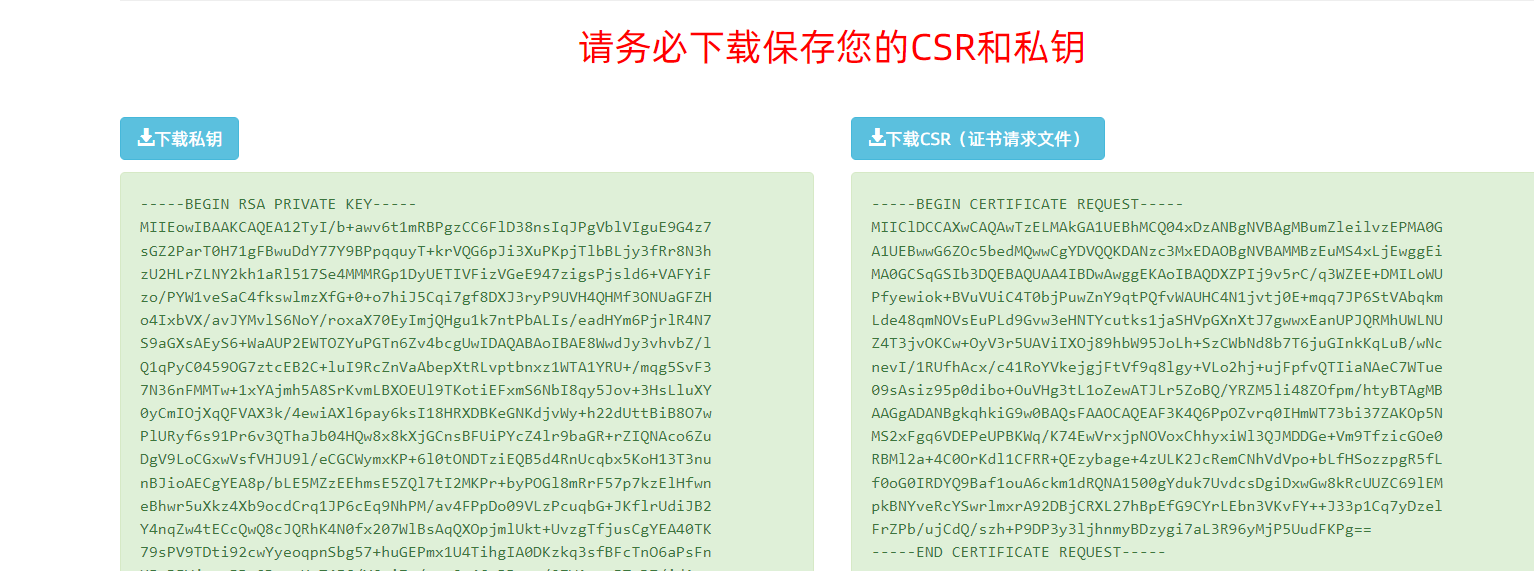 请务必下载保存您的CSR和私钥
下载私钥
-----BEGIN RSA PRIVATE KEY-----
MIIEowIBAAKCAQEA12TyI/b+awv6t1mRBPgzCC6FlD38nsIqJPgVblVIguE9G4z7
sGZ2ParT0H71gFBwuDdY77Y9BPpqquyT+krVQG6pJi3XuPKpjTlbBLjy3fRr8N3h
zU2HLrZLNY2kh1aRl517Se4MMMRGp1DyUETIVFizVGeE947zigsPjsld6+VAFYiF
zo/PYW1veSaC4fkswlmzXfG+0+o7hiJ5Cqi7gf8DXJ3ryP9UVH4QHMf3ONUaGFZH
o4IxbVX/avJYMvlS6NoY/roxaX70EyImjQHgu1k7ntPbALIs/eadHYm6PjrlR4N7
S9aGXsAEyS6+WaAUP2EWTOZYuPGTn6Zv4bcgUwIDAQABAoIBAE8WwdJy3vhvbZ/l
Q1qPyC0459OG7ztcEB2C+luI9RcZnVaAbepXtRLvptbnxz1WTA1YRU+/mqg5SvF3
7N36nFMMTw+1xYAjmh5A8SrKvmLBXOEUl9TKotiEFxmS6NbI8qy5Jov+3HsLluXY
0yCmIOjXqQFVAX3k/4ewiAXl6pay6ksI18HRXDBKeGNKdjvWy+h22dUttBiB8O7w
PlURyf6s91Pr6v3QThaJb04HQw8x8kXjGCnsBFUiPYcZ4lr9baGR+rZIQNAco6Zu
DgV9LoCGxwVsfVHJU9l/eCGCWymxKP+6l0tONDTziEQB5d4RnUcqbx5KoH13T3nu
nBJioAECgYEA8p/bLE5MZzEEhmsE5ZQl7tI2MKPr+byPOGl8mRrF57p7kzElHfwn
eBhwr5uXkz4Xb9ocdCrq1JP6cEq9NhPM/av4FPpDo09VLzPcuqbG+JKflrUdiJB2
Y4nqZw4tECcQwQ8cJQRhK4N0fx207WlBsAqQXOpjmlUkt+UvzgTfjusCgYEA40TK
79sPV9TDti92cwYyeoqpnSbg57+huGEPmx1U4TihgIA0DKzkq3sfBFcTnO6aPsFn
下载CSR（证书请求文件）
-----BEGIN CERTIFICATE REQUEST-----
MIIClDCCAXwCAQAwTzELMAkGA1UEBhMCQ04xDzANBgNVBAgMBumZleilvzEPMA0G
A1UEBwwG6ZOc5bedMQwwCgYDVQQKDANzc3MxEDAOBgNVBAMMBzEuMS4xLjEwggEi
MA0GCSqGSIb3DQEBAQUAA4IBDwAwggEKAoIBAQDXZPIj9v5rC/q3WZEE+DMILoWU
Pfyewiok+BVuVUiC4T0bjPuwZnY9qtPQfvWAUHC4N1jvtj0E+mqq7JP6StVAbqkm
Lde48qmNOVsEuPLd9Gvw3eHNTYcutks1jaSHVpGXnXtJ7gwwxEanUPJQRMhUWLNU
Z4T3jvOKCw+OyV3r5UAViIXOj89hbW95JoLh+SzCWbNd8b7T6juGInkKqLuB/wNc
nevI/1RUfhAcx/c41RoYVkejgjFtVf9q8lgy+VLo2hj+ujFpfvQTIiaNAeC7WTue
09sAsiz95p0dibo+OuVHg3tL1oZewATJLr5ZoBQ/YRZM5li48ZOfpm/htyBTAgMB
AAGgADANBgkqhkiG9w0BAQsFAAOCAQEAF3K4Q6PpOZvrq0IHmWT73bi37ZAKOp5N
MS2xFgq6VDEPeUPBKWq/K74EwVrxjpNOVoxChhyxiWl3QJMDDGe+Vm9TfzicGOe0
RBMl2a+4C0OrKdl1CFRR+QEzybage+4zULK2JcRemCNhVdVpo+bLfHSozzpgR5fL
f0oG0IRDYQ9Baf1ouA6ckm1dRQNA1500gYduk7UvdcsDgiDxwGw8kRcUUZC69lEM
pkBNYveRcYSwrlmxrA92DBjCRXL27hBpEfG9CYrLEbn3VKvFY++J33p1Cq7yDzel
FrZPb/ujCdQ/szh+P9DP3y3ljhnmyBDzygi7aL3R96yMjP5UudFKPg==
-----END CERTIFICATE REQUEST-----